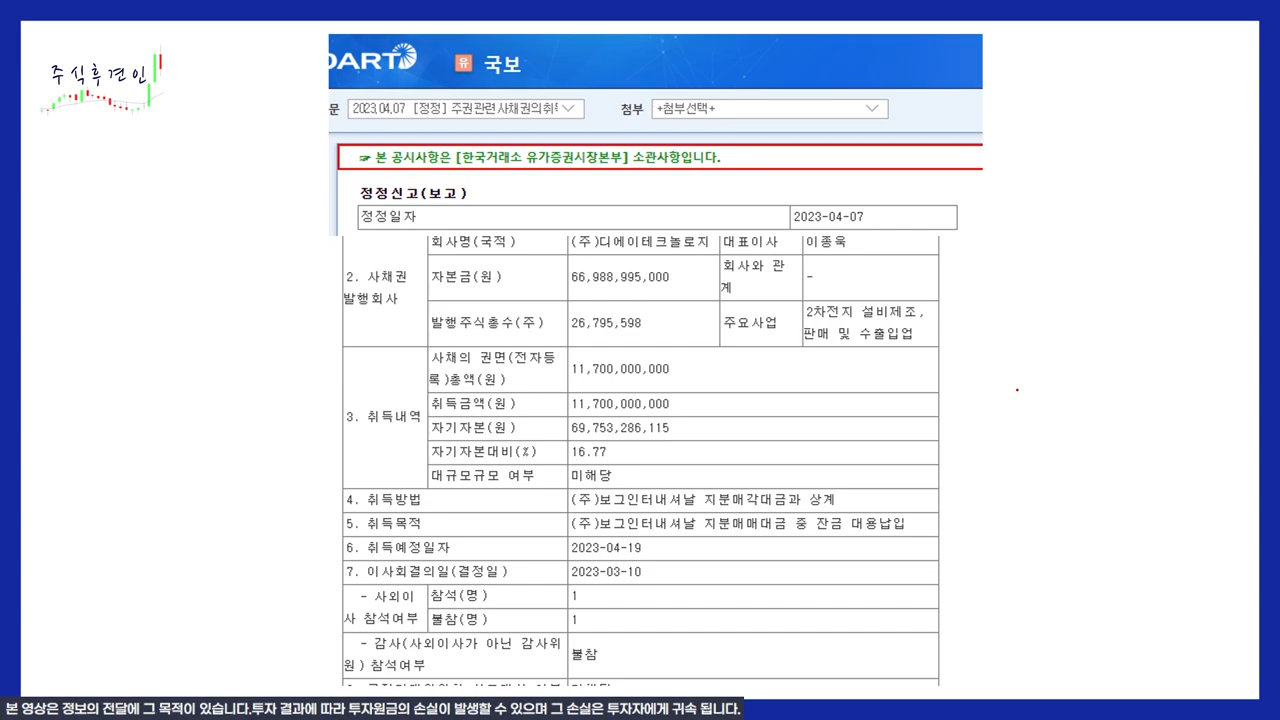 주식후견인
DART 유 국보
문 2023.04.07 [정정] 주권관련사채권의취 첨부 +첨부선택+
☞ 본 공시사항은 [한국거래소 유가증권시장본부] 소관사항입니다.
정정신고(보고)
정정일자 2023-04-07
2. 사채권 발행회사
회사명(국적) (주)디에이테크놀로지 대표이사 이종욱
자본금(원) 66,988,995,000 회사와 관계 -
발행주식총수(주) 26,795,598 주요사업 2차전지 설비제조, 판매 및 수출입업
3. 취득내역
사채의 권면(전자등록)총액(원) 11,700,000,000
취득금액(원) 11,700,000,000
자기자본(원) 69,753,286,115
자기자본대비(%) 16.77
대규모규모 여부 미해당
4. 취득방법 (주)보그인터내셔날 지분매각대금과 상계
5. 취득목적 (주)보그인터내셔날 지분매매대금 중 잔금 대용납입
6. 취득예정일자 2023-04-19
7. 이사회결의일(결정일) 2023-03-10
- 사외이사 참석여부
참석(명) 1
불참(명) 1
- 감사(사외이사가 아닌 감사위원)참석여부 불참
본 영상은 정보의 전달에 그 목적이 있습니다.투자 결과에 따라 투자원금의 손실이 발생할 수 있으며 그 손실은 투자자에게 귀속 됩니다.